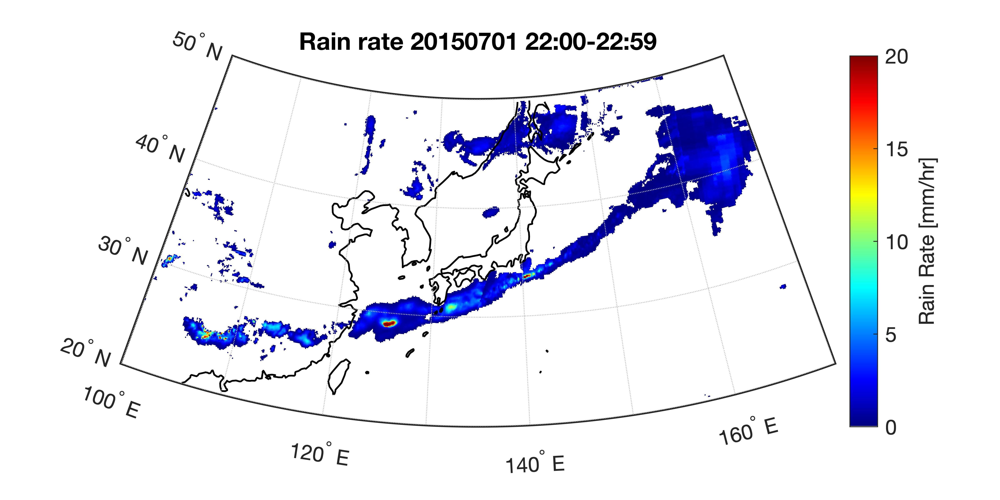 Rain rate 20150701 22:00-22:59
50° N
40° N
30° N
20° N
100° E
120° E
140° E
160° E
20
15
10
5
0
Rain Rate [mm/hr]